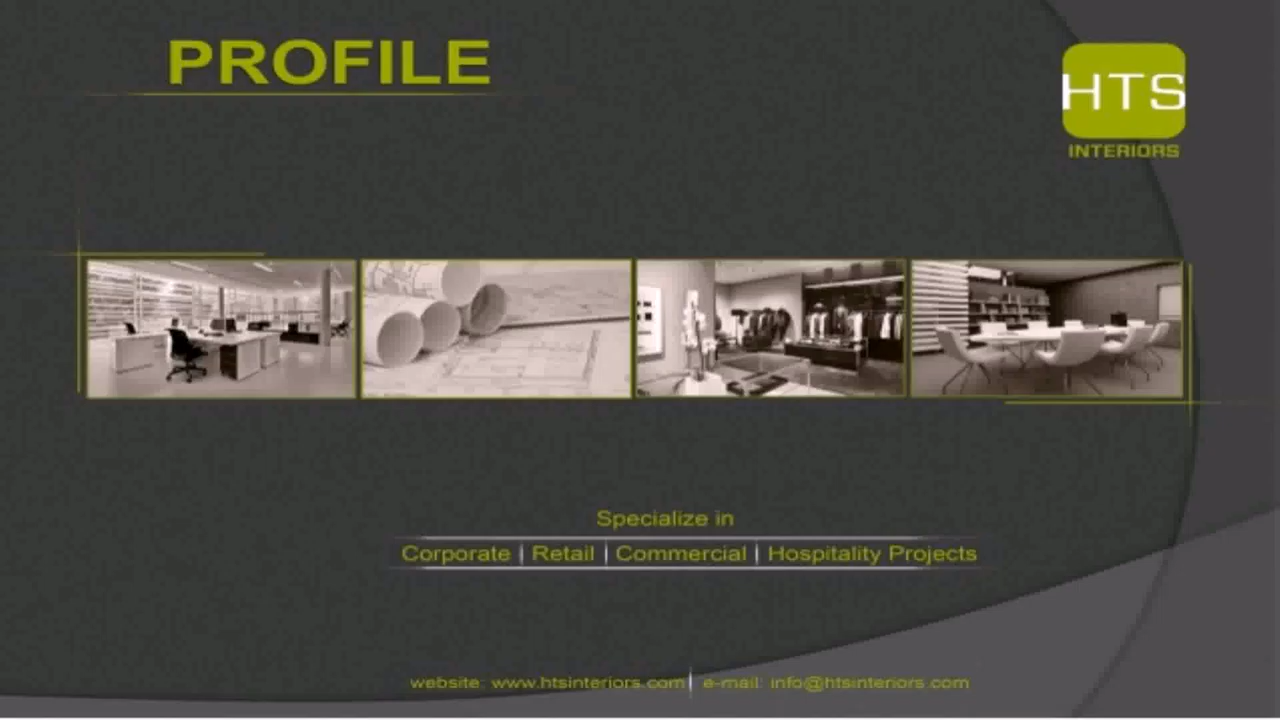 PROFILE
HTS
INTERIORS
Specialize in
Corporate | Retail | Commercial | Hospitality Projects
website: www.htsinteriors.com | e-mail: info@htsinteriors.com